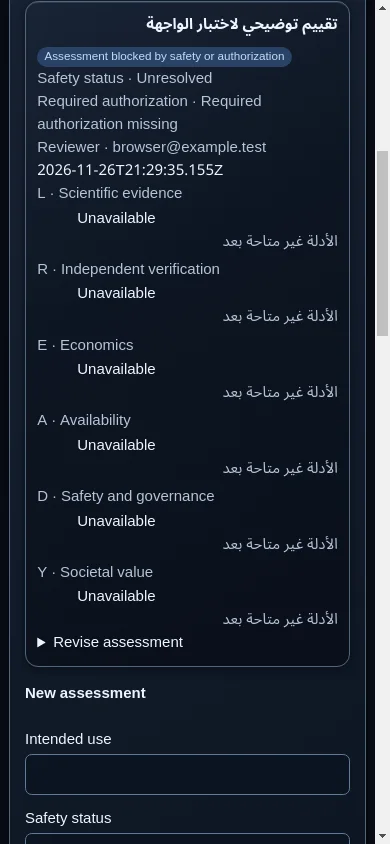 تقييم توضيحي لاختبار الواجهة
Assessment blocked by safety or authorization
Safety status · Unresolved
Required authorization · Required
authorization missing
Reviewer · browser@example.test
2026-11-26T21:29:35.155Z
L · Scientific evidence
Unavailable
الأدلة غير متاحة بعد
R · Independent verification
Unavailable
الأدلة غير متاحة بعد
E · Economics
Unavailable
الأدلة غير متاحة بعد
A · Availability
Unavailable
الأدلة غير متاحة بعد
D · Safety and governance
Unavailable
الأدلة غير متاحة بعد
Y · Societal value
Unavailable
الأدلة غير متاحة بعد
Revise assessment
New assessment
Intended use
Safety status